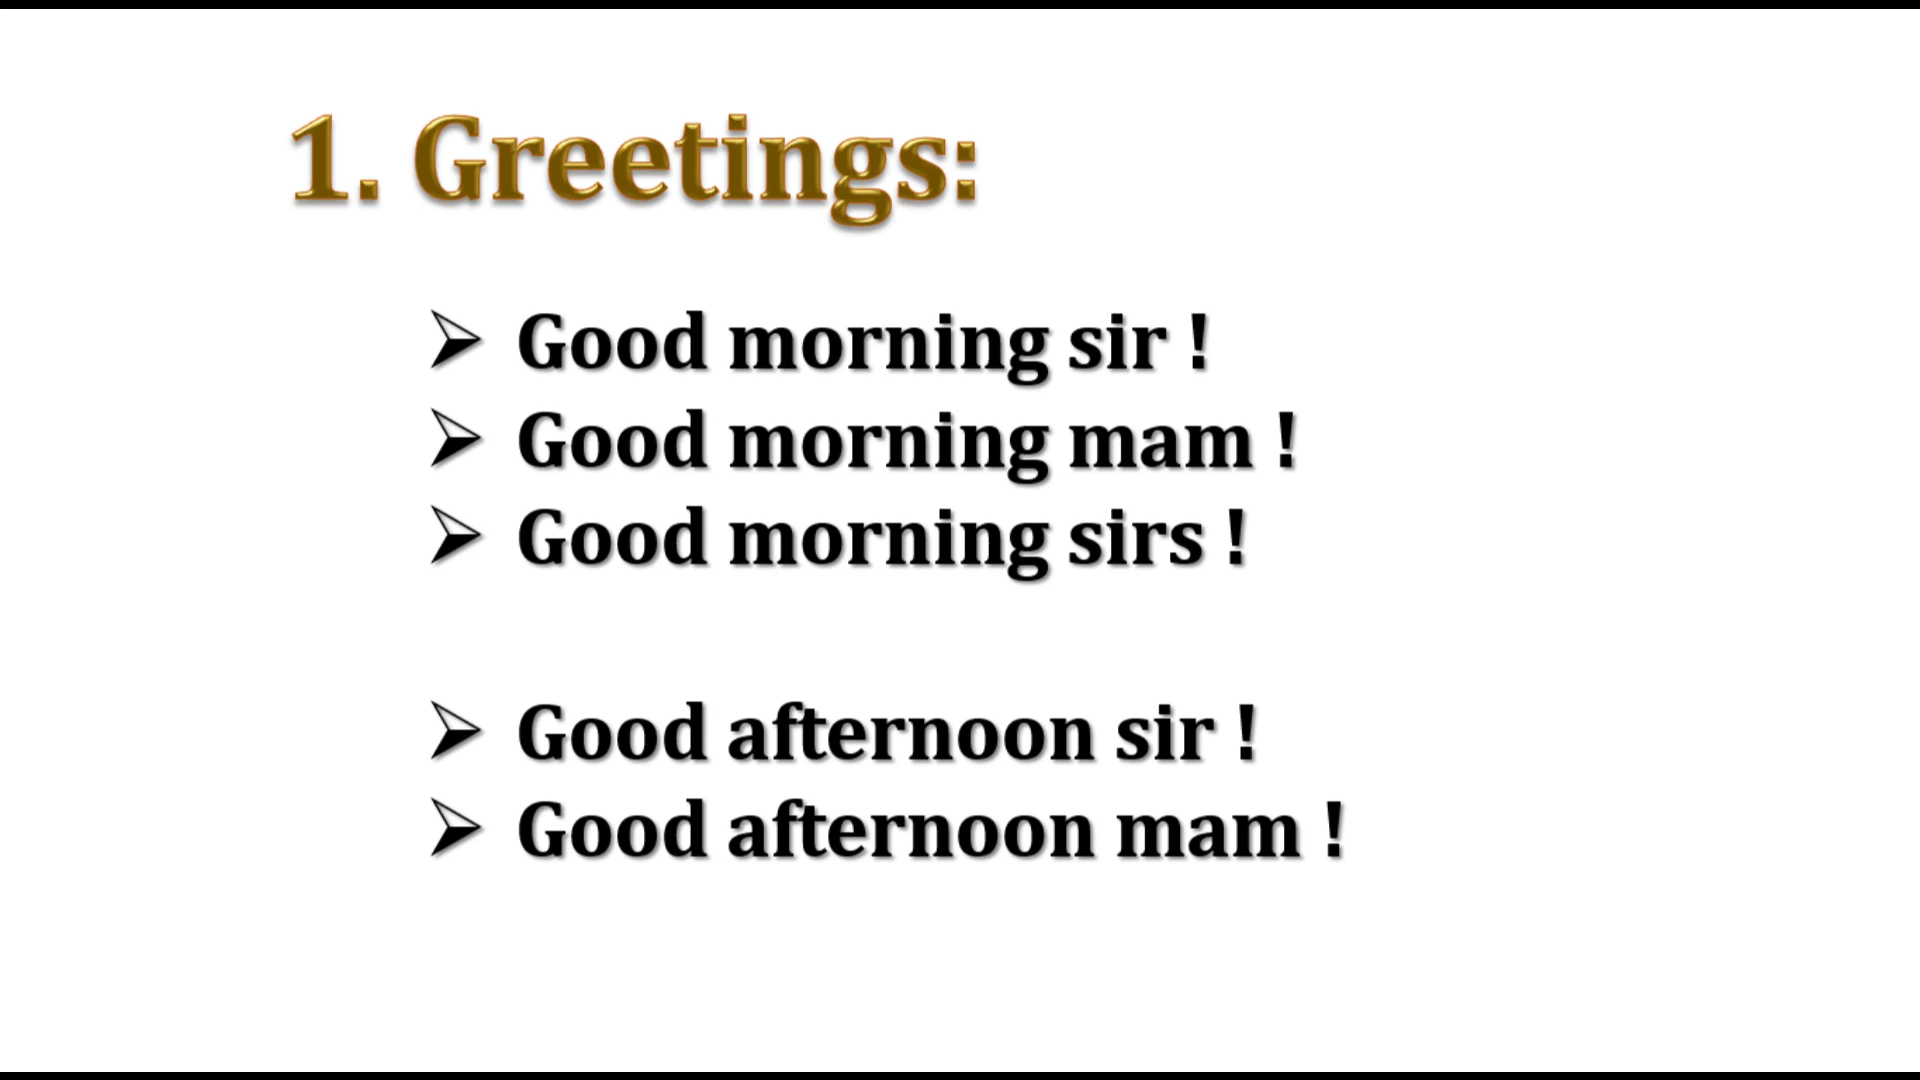 1. Greetings:
➢ Good morning sir !
➢ Good morning mam !
➢ Good morning sirs !
➢ Good afternoon sir !
➢ Good afternoon mam !